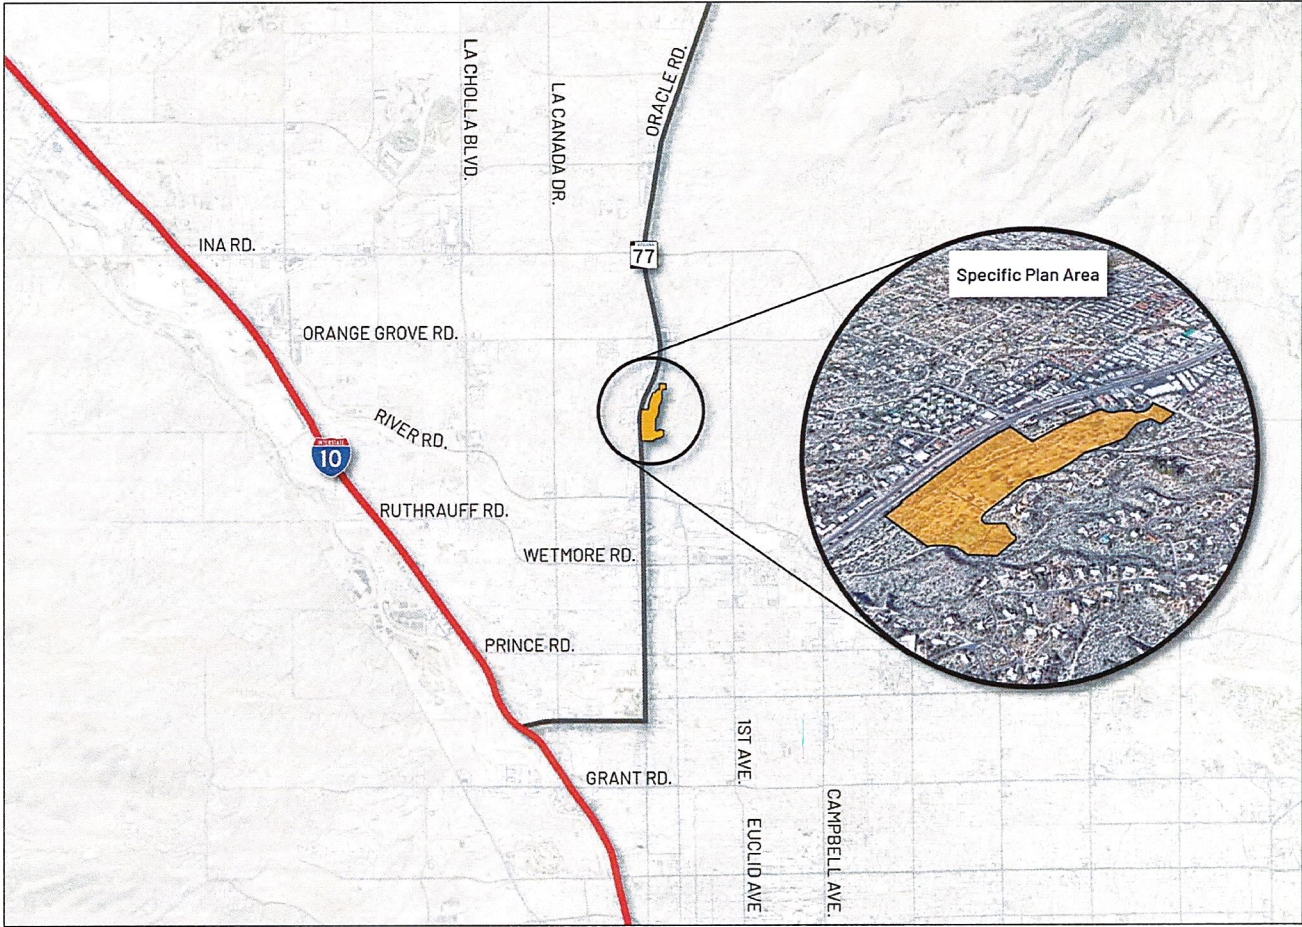 LA CHOLLA BLVD.
LA CANADA DR.
ORACLE RD.
INA RD.
77
Specific Plan Area
ORANGE GROVE RD.
RIVER RD.
INTERSTATE
10
RUTHRAUFF RD.
WETMORE RD.
PRINCE RD.
1ST AVE.
GRANT RD.
CAMPBELL AVE.
EUCLID AVE